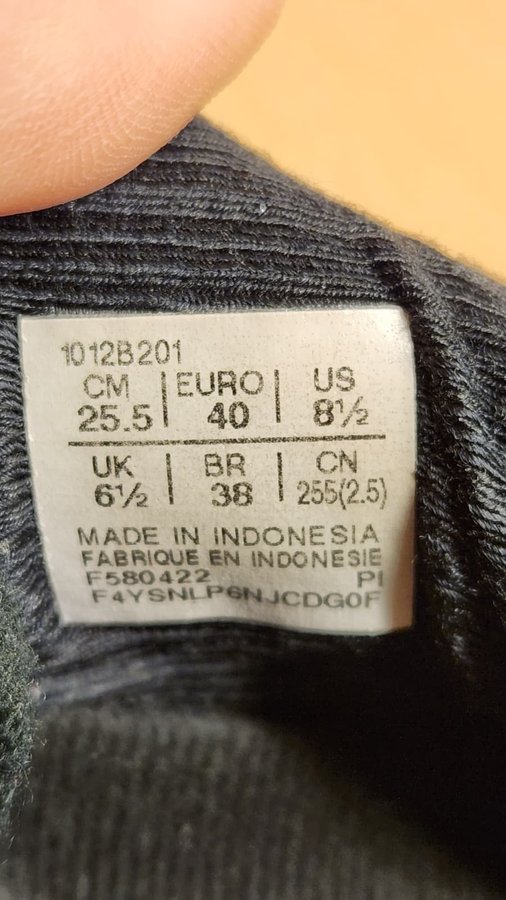 1012B201
CM | EURO | US
25.5 | 40 | 8½
UK | BR | CN
6½ | 38 | 255(2.5)
MADE IN INDONESIA
FABRIQUE EN INDONESIE
F580422 PI
F4YSNLP6NJCDG0F